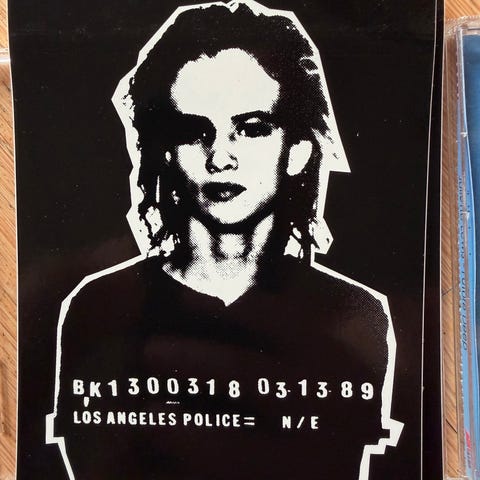 BK1300318 03-13-89
LOS ANGELES POLICE= N/E